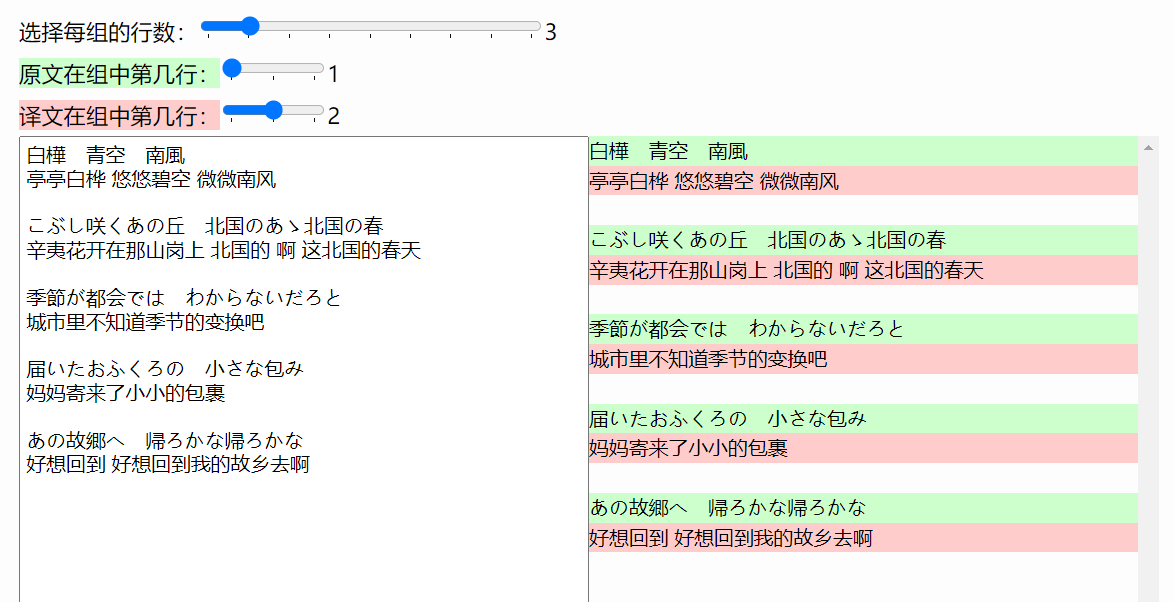 选择每组的行数： 3
原文在组中第几行： 1
译文在组中第几行： 2
白樺　青空　南風
亭亭白桦 悠悠碧空 微微南风
こぶし咲くあの丘　北国のあゝ北国の春
辛夷花开在那山岗上 北国的 啊 这北国的春天
季節が都会では　わからないだろと
城市里不知道季节的变换吧
届いたおふくろの　小さな包み
妈妈寄来了小小的包裹
あの故郷へ　帰ろかな帰ろかな
好想回到 好想回到我的故乡去啊
白樺　青空　南風
亭亭白桦 悠悠碧空 微微南风
こぶし咲くあの丘　北国のあゝ北国の春
辛夷花开在那山岗上 北国的 啊 这北国的春天
季節が都会では　わからないだろと
城市里不知道季节的变换吧
届いたおふくろの　小さな包み
妈妈寄来了小小的包裹
あの故郷へ　帰ろかな帰ろかな
好想回到 好想回到我的故乡去啊